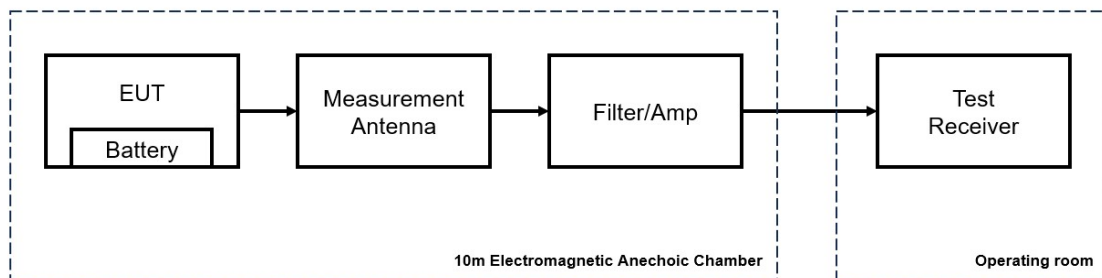 EUT
Battery
Measurement
Antenna
Filter/Amp
Test
Receiver
10m Electromagnetic Anechoic Chamber
Operating room